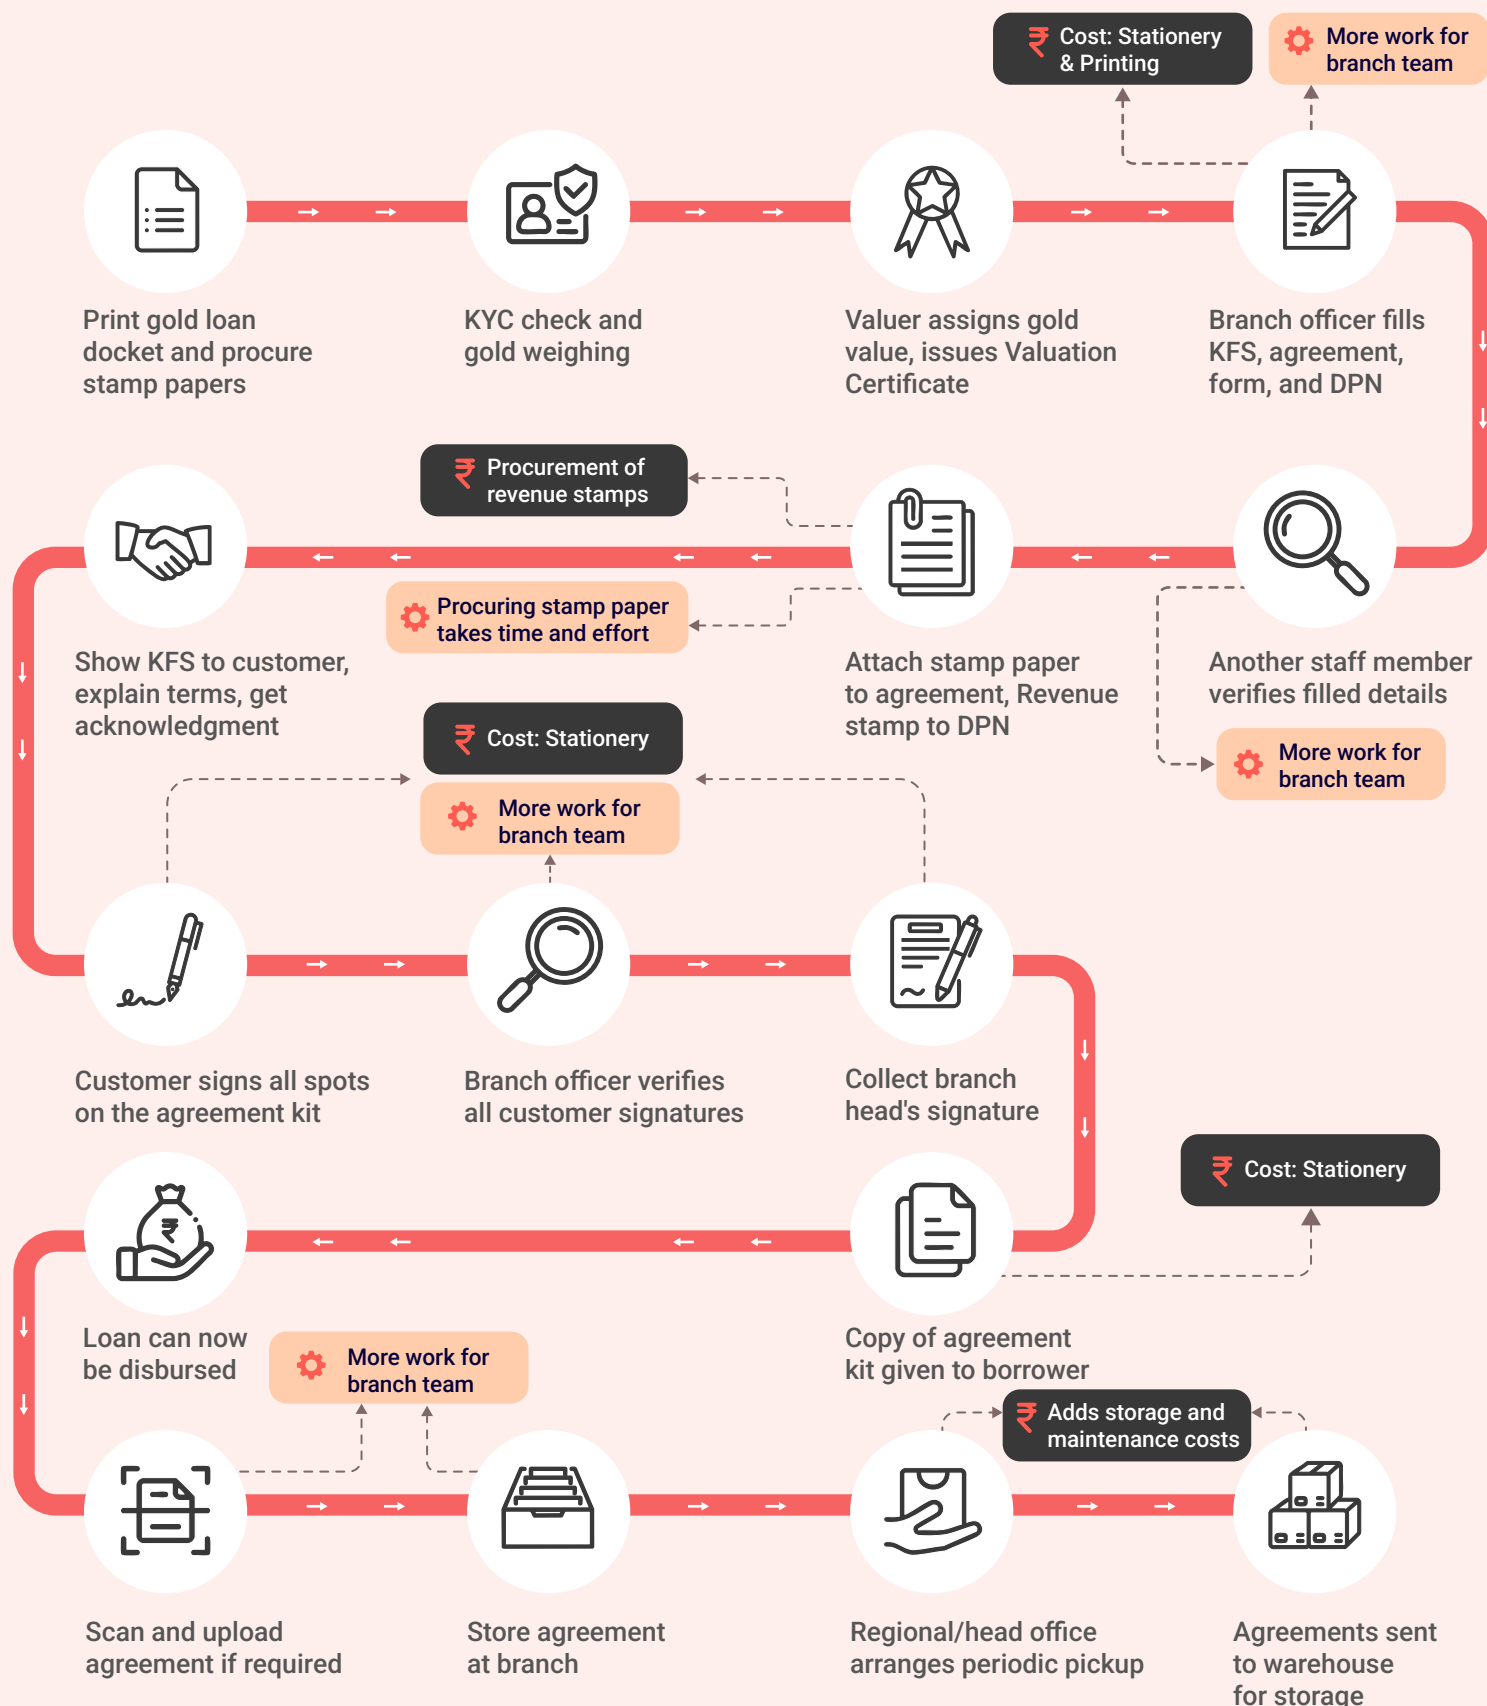 Cost: Stationery
& Printing
More work for
branch team
Print gold loan
docket and procure
stamp papers
KYC check and
gold weighing
Valuer assigns gold
value, issues Valuation
Certificate
Branch officer fills
KFS, agreement,
form, and DPN
Procurement of
revenue stamps
Procuring stamp paper
takes time and effort
Show KFS to customer,
explain terms, get
acknowledgment
Attach stamp paper
to agreement, Revenue
stamp to DPN
Another staff member
verifies filled details
More work for
branch team
Cost: Stationery
More work for
branch team
Customer signs all spots
on the agreement kit
Branch officer verifies
all customer signatures
Collect branch
head's signature
Cost: Stationery
Loan can now
be disbursed
Copy of agreement
kit given to borrower
More work for
branch team
Adds storage and
maintenance costs
Scan and upload
agreement if required
Store agreement
at branch
Regional/head office
arranges periodic pickup
Agreements sent
to warehouse
for storage